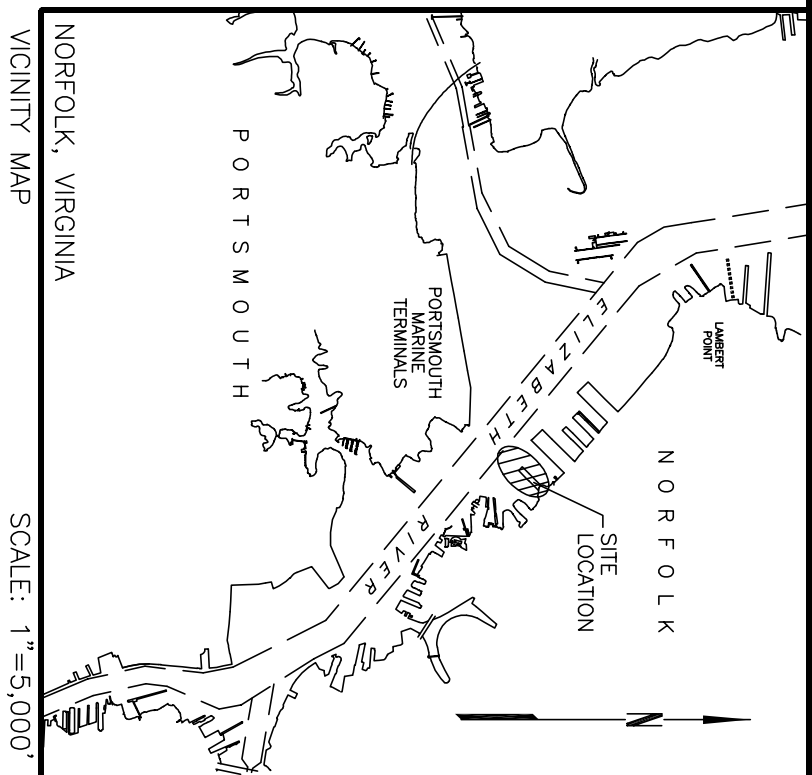 NORFOLK
LAMBERT
POINT
SITE
LOCATION
ELIZABETH RIVER
PORTSMOUTH
MARINE
TERMINALS
PORTSMOUTH
N
NORFOLK, VIRGINIA
VICINITY MAP
SCALE: 1"=5,000'